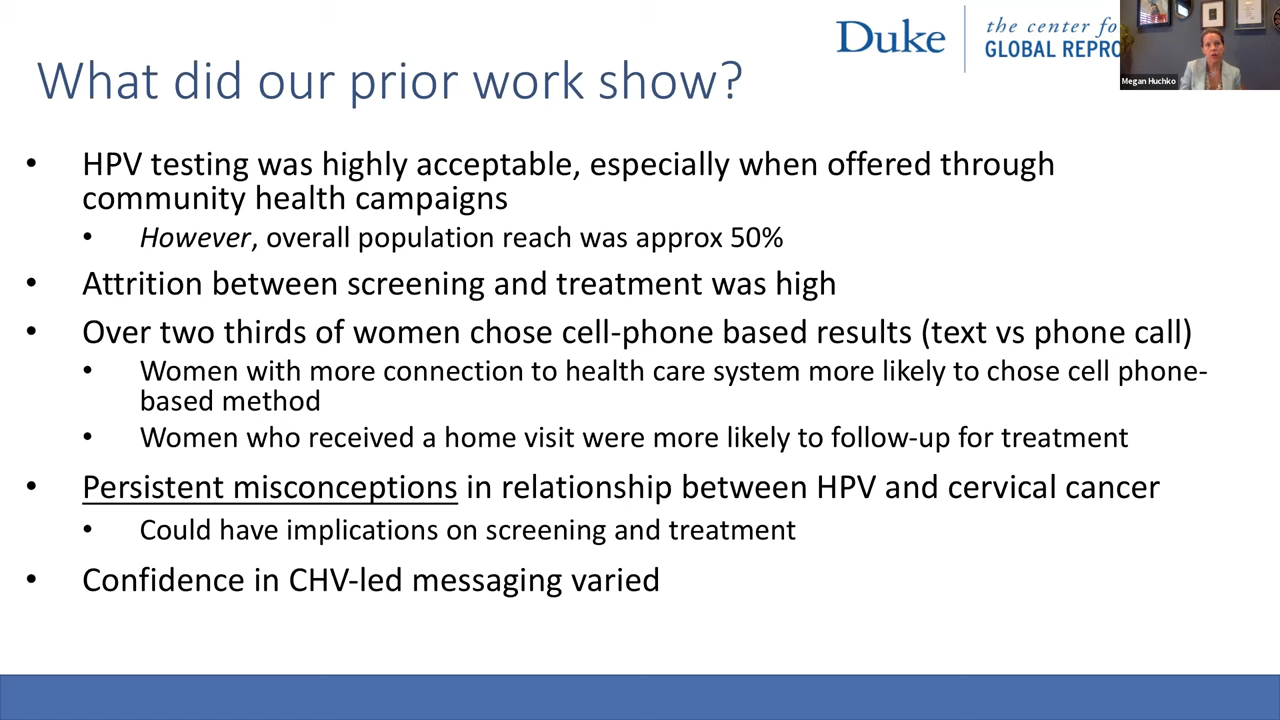 Duke
the center fo
GLOBAL REPRO
Megan Huchko
What did our prior work show?
• HPV testing was highly acceptable, especially when offered through
community health campaigns
• However, overall population reach was approx 50%
• Attrition between screening and treatment was high
• Over two thirds of women chose cell-phone based results (text vs phone call)
• Women with more connection to health care system more likely to chose cell phone-
based method
• Women who received a home visit were more likely to follow-up for treatment
• Persistent misconceptions in relationship between HPV and cervical cancer
• Could have implications on screening and treatment
• Confidence in CHV-led messaging varied